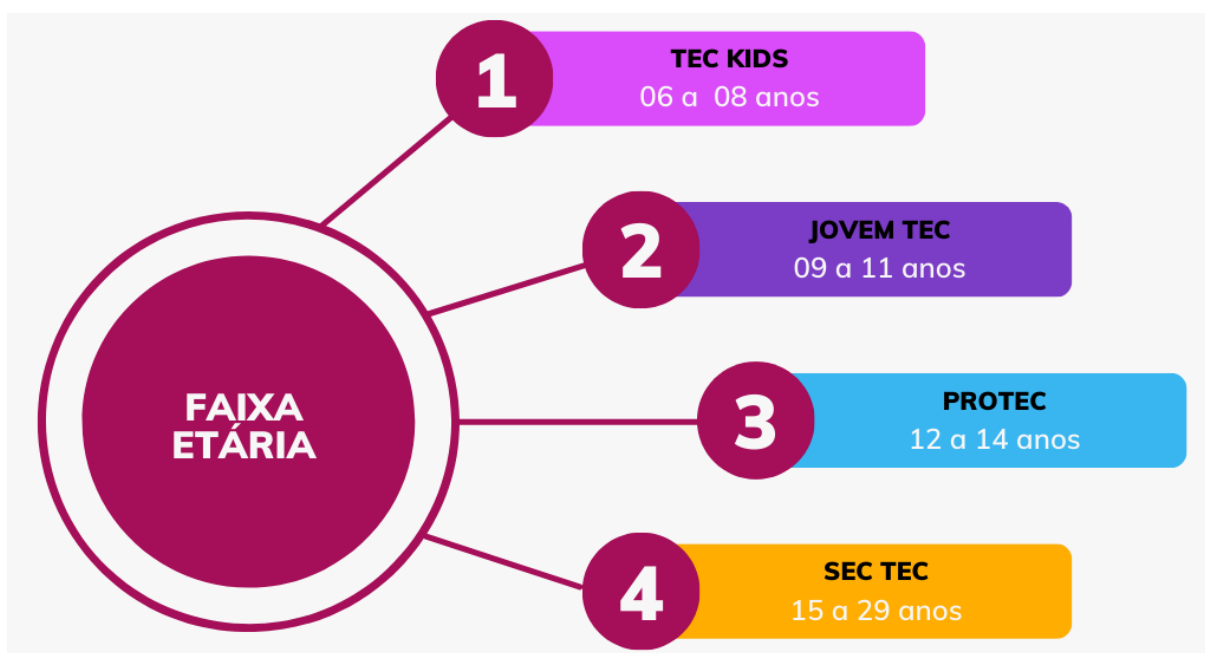 1
TEC KIDS
06 a 08 anos
2
JOVEM TEC
09 a 11 anos
FAIXA
ETÁRIA
3
PROTEC
12 a 14 anos
4
SEC TEC
15 a 29 anos